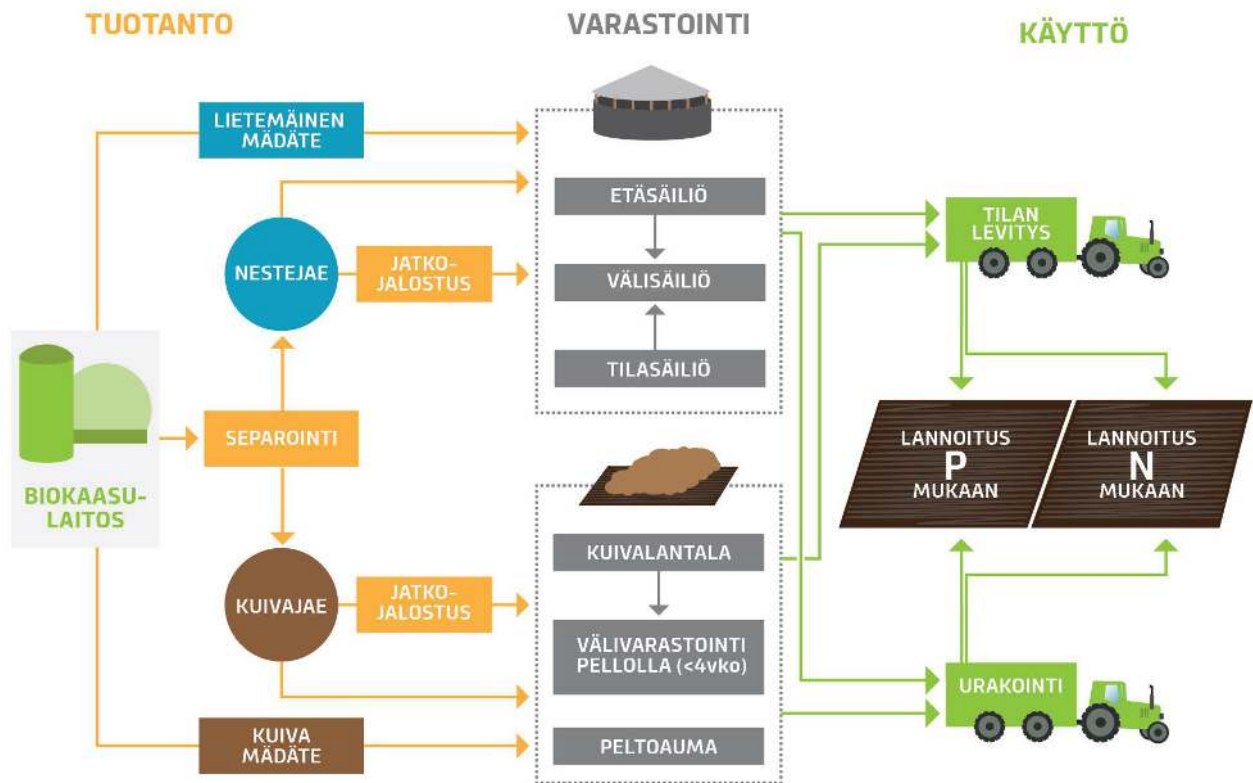 TUOTANTO
VARASTOINTI
KÄYTTÖ
LIETEMÄINEN
MÄDÄTE
NESTEJAE
JATKO-
JALOSTUS
BIOKAASU-
LAITOS
SEPAROINTI
KUIVAJAE
JATKO-
JALOSTUS
KUIVA
MÄDÄTE
ETÄSÄILIÖ
VÄLISÄILIÖ
TILASÄILIÖ
KUIVALANTALA
VÄLIVARASTOINTI
PELLOLLA (<4vko)
PELTOAUMA
TILAN
LEVITYS
LANNOITUS
P
MUKAAN
LANNOITUS
N
MUKAAN
URAKOINTI